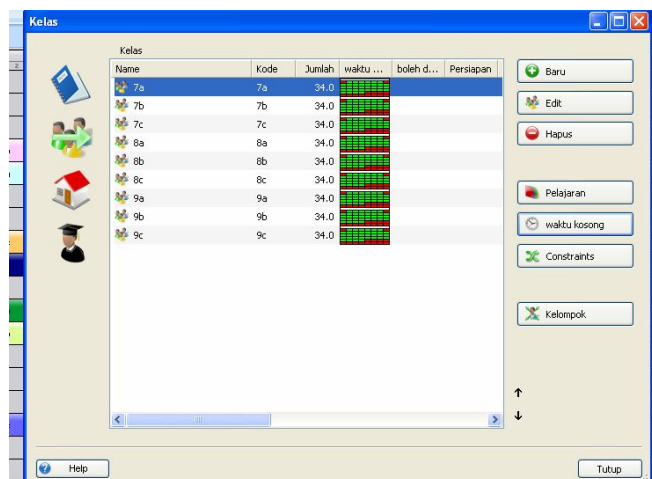 Kelas
Kelas
Name Kode Jumlah waktu ... boleh d... Persiapan
7a 7a 34.0
7b 7b 34.0
7c 7c 34.0
8a 8a 34.0
8b 8b 34.0
8c 8c 34.0
9a 9a 34.0
9b 9b 34.0
9c 9c 34.0
Baru
Edit
Hapus
Pelajaran
waktu kosong
Constraints
Kelompok
Help
Tutup
2